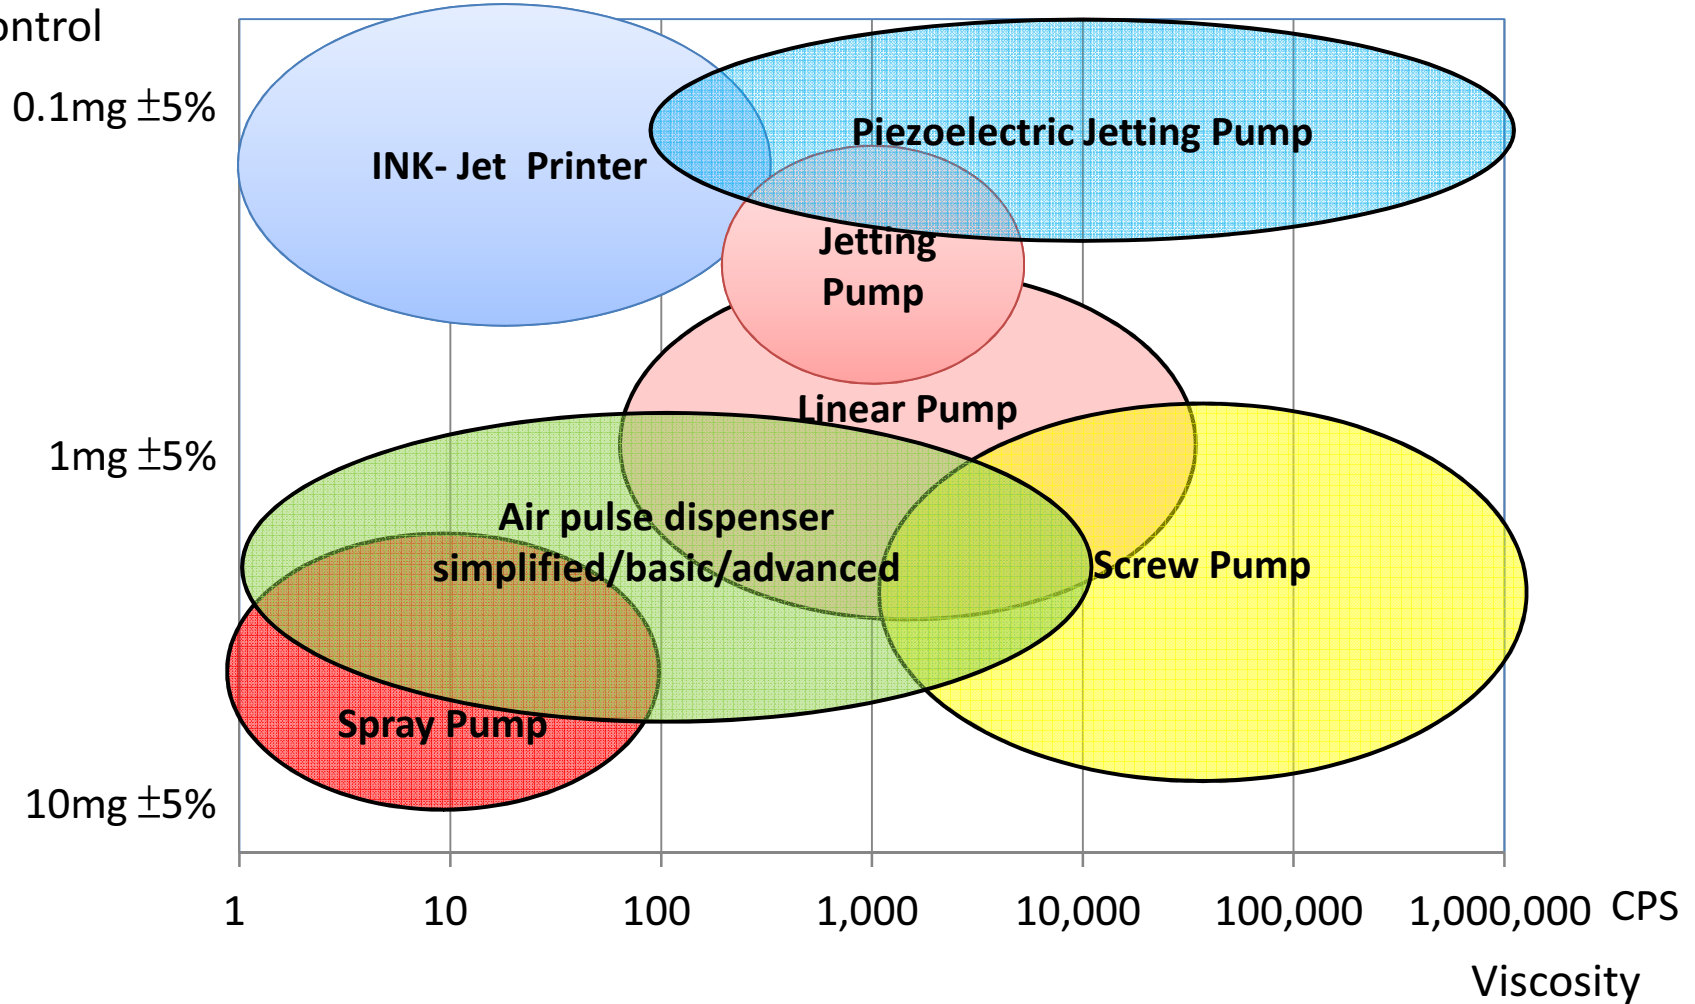 ontrol
0.1mg ±5%
Piezoelectric Jetting Pump
INK- Jet  Printer
Jetting
Pump
Linear Pump
1mg ±5%
Air pulse dispenser
simplified/basic/advanced
Screw Pump
Spray Pump
10mg ±5%
1 10 100 1,000 10,000 100,000 1,000,000 CPS
Viscosity